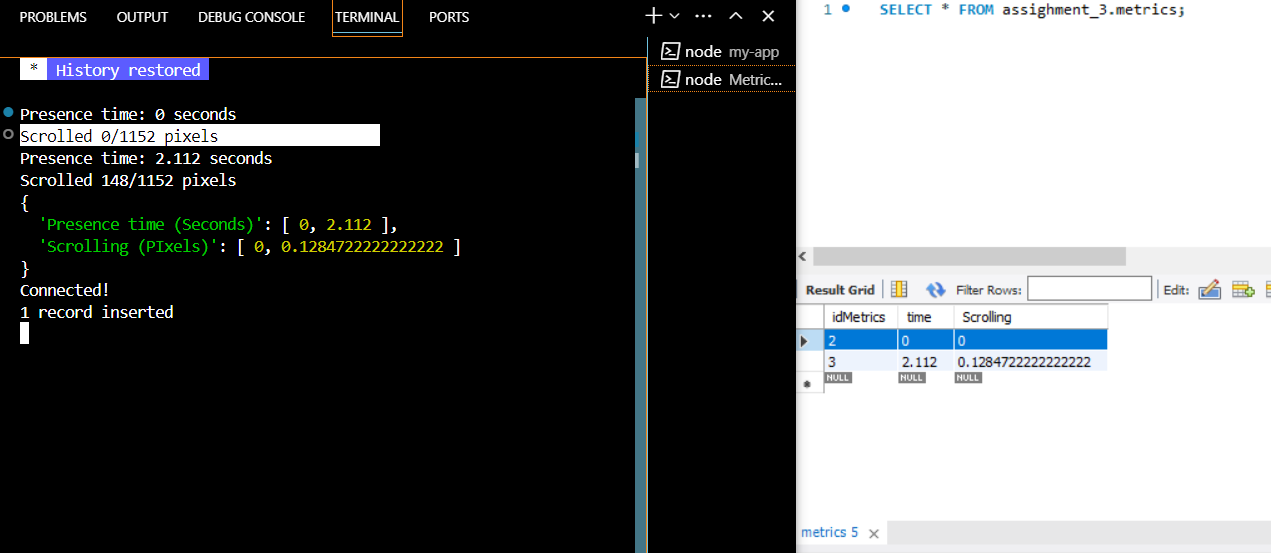 PROBLEMS OUTPUT DEBUG CONSOLE TERMINAL PORTS
node my-app
node Metric...
* History restored
Presence time: 0 seconds
Scrolled 0/1152 pixels
Presence time: 2.112 seconds
Scrolled 148/1152 pixels
{
'Presence time (Seconds)': [ 0, 2.112 ],
'Scrolling (PIxels)': [ 0, 0.1284722222222222 ]
}
Connected!
1 record inserted
1 SELECT * FROM assighment_3.metrics;
Result Grid Filter Rows: Edit:
idMetrics time Scrolling
2 0 0
3 2.112 0.1284722222222222
NULL NULL NULL
metrics 5